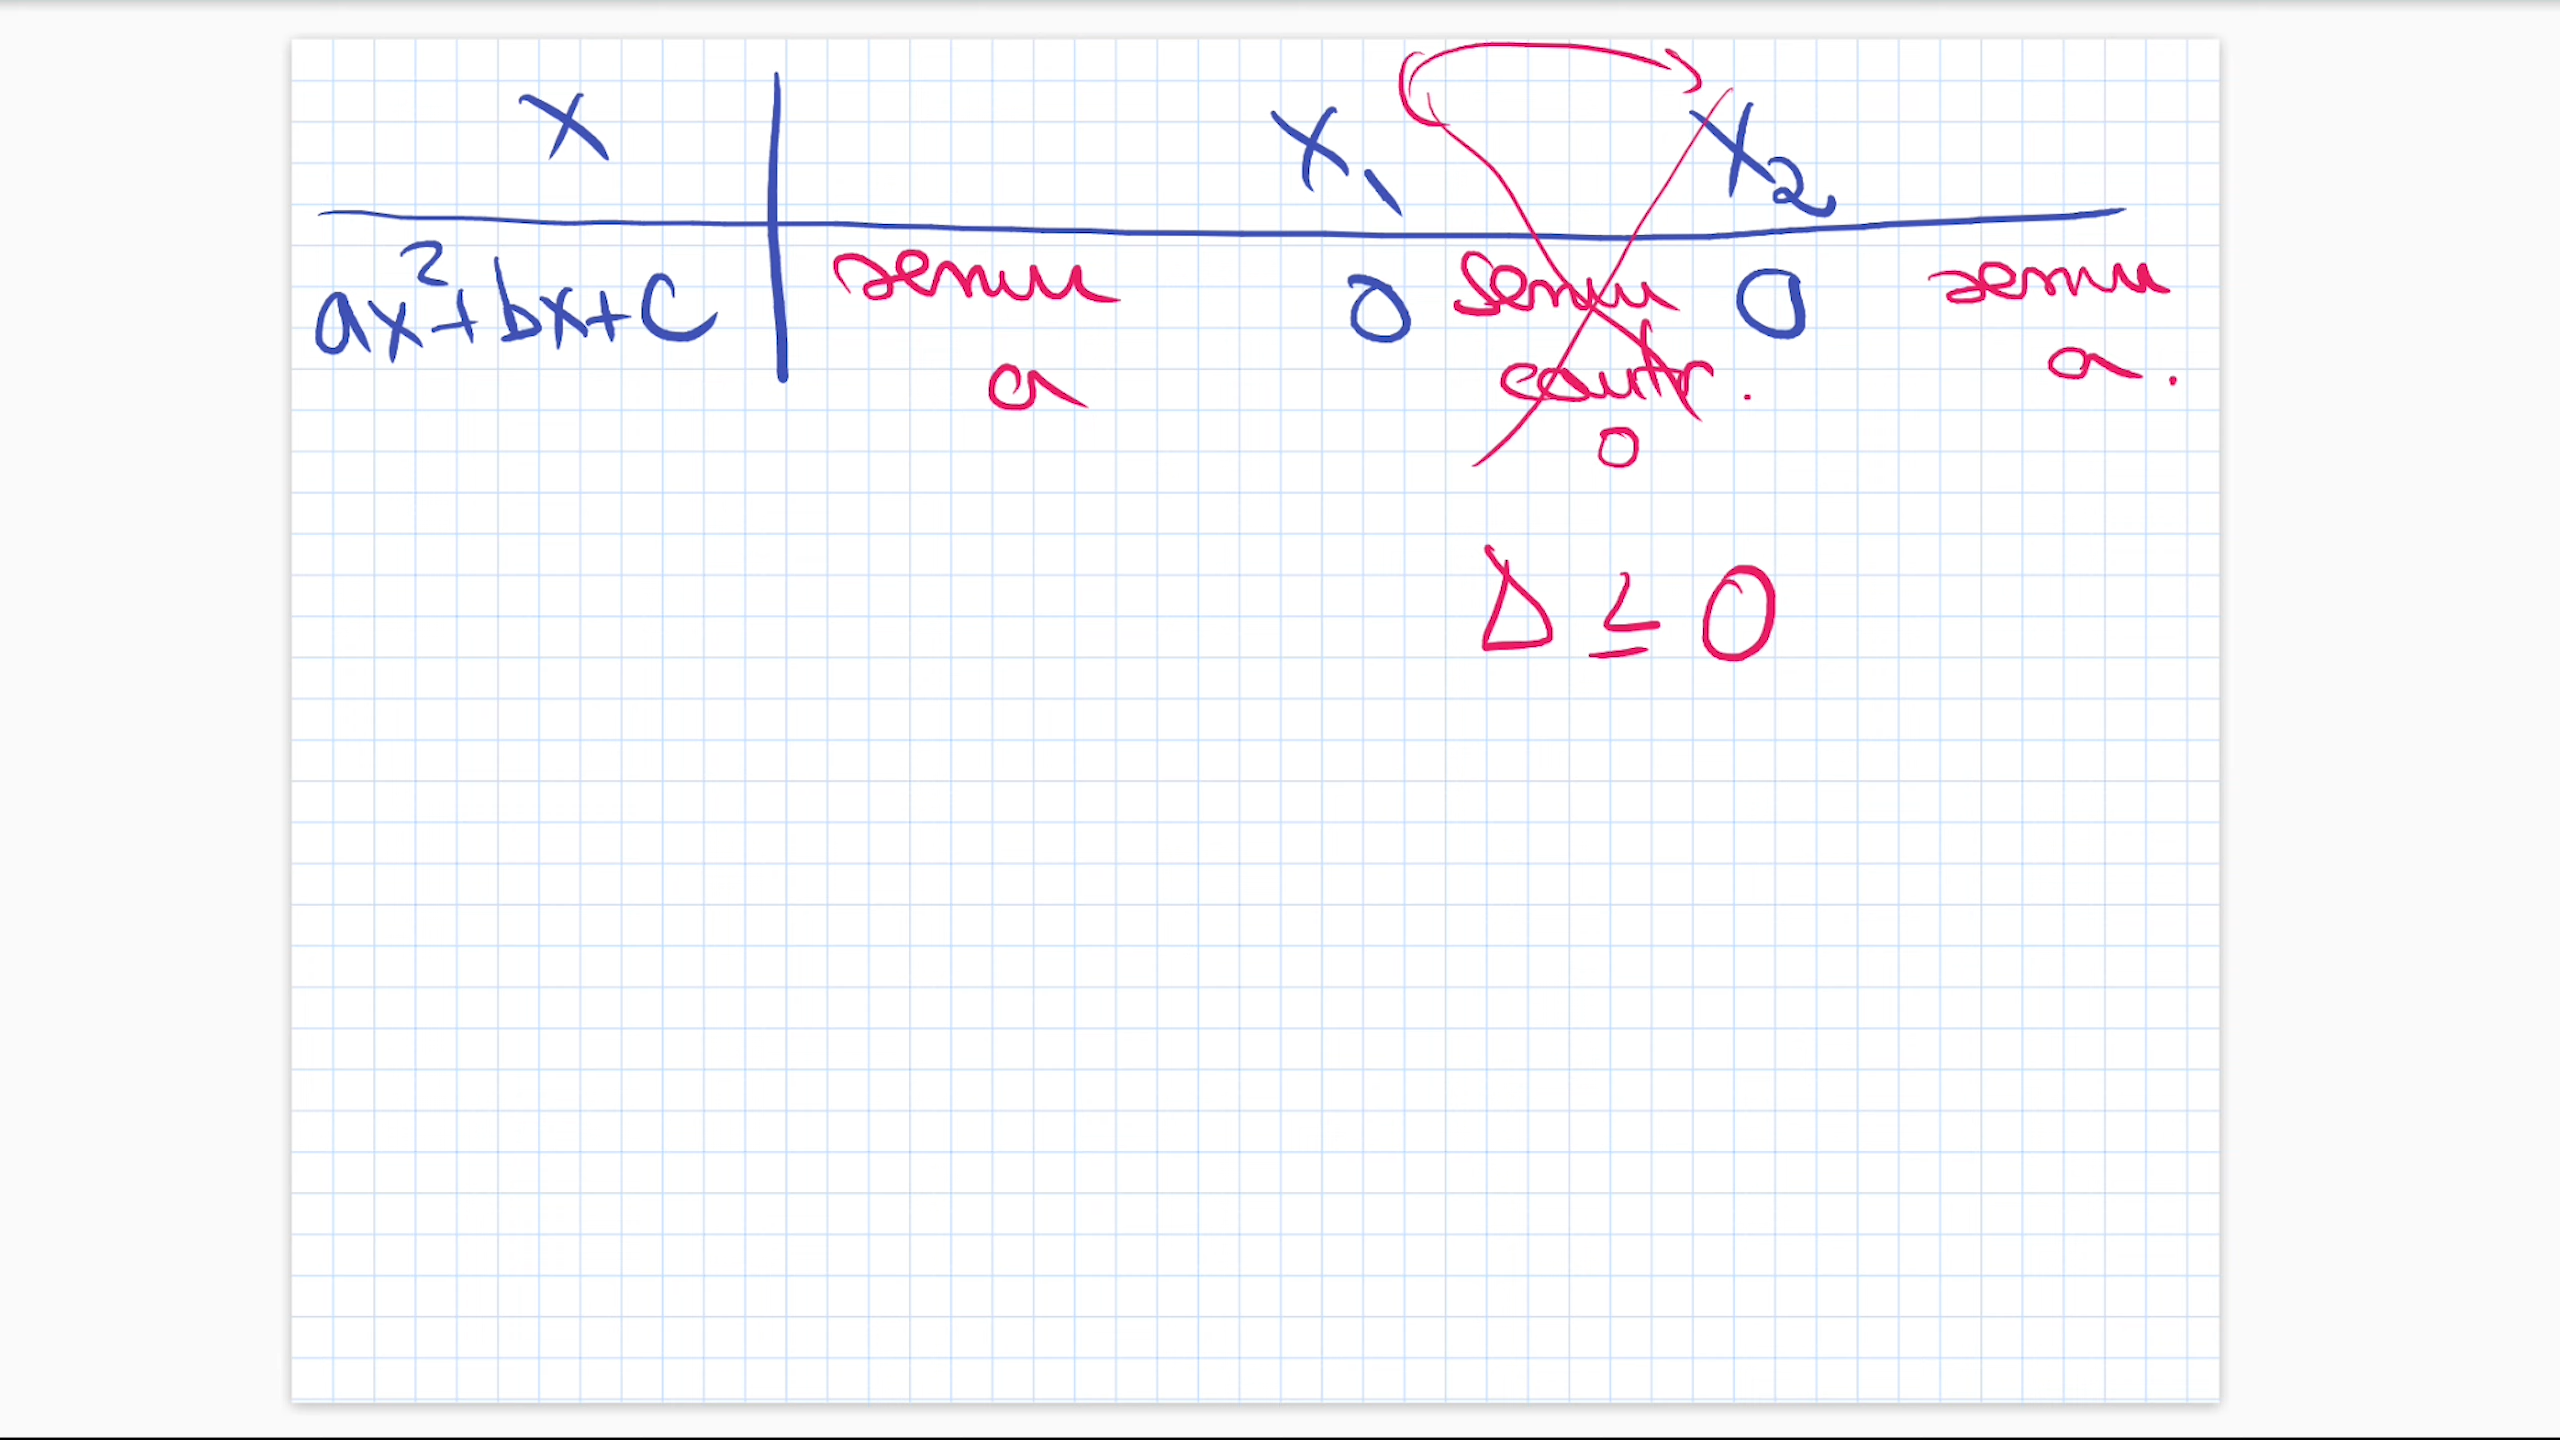 x x₁ x₂
ax²+bx+c semn 0 semn 0 semn
a contr. a.
0
Δ ≤ 0